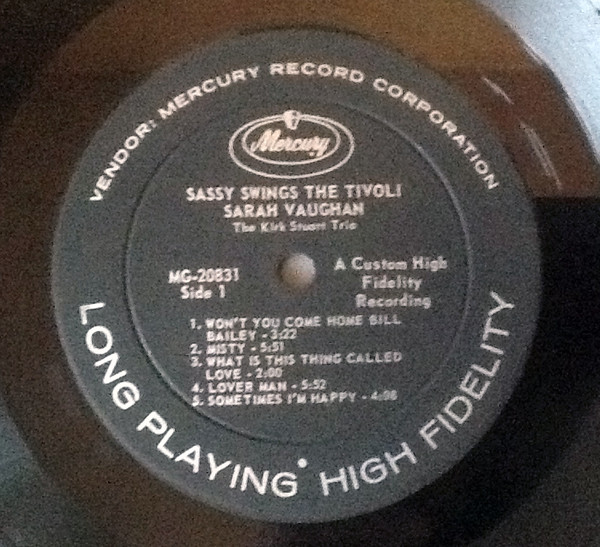 VENDOR: MERCURY RECORD CORPORATION
Mercury
SASSY SWINGS THE TIVOLI
SARAH VAUGHAN
The Kirk Stuart Trio
MG-20831
Side 1
A Custom High
Fidelity
Recording
1. WON'T YOU COME HOME BILL
BAILEY - 3:22
2. MISTY - 5:51
3. WHAT IS THIS THING CALLED
LOVE - 2:00
4. LOVER MAN - 5:52
5. SOMETIMES I'M HAPPY - 4:08
LONG PLAYING • HIGH FIDELITY